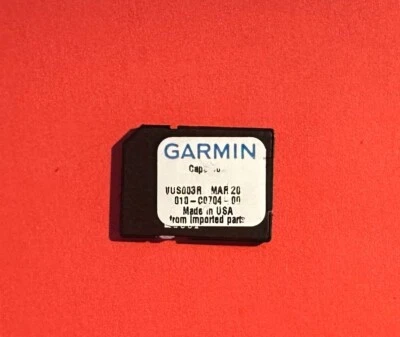 GARMIN
VUS003R MAR 20
010-C0704-00
Made in USA
from imported parts